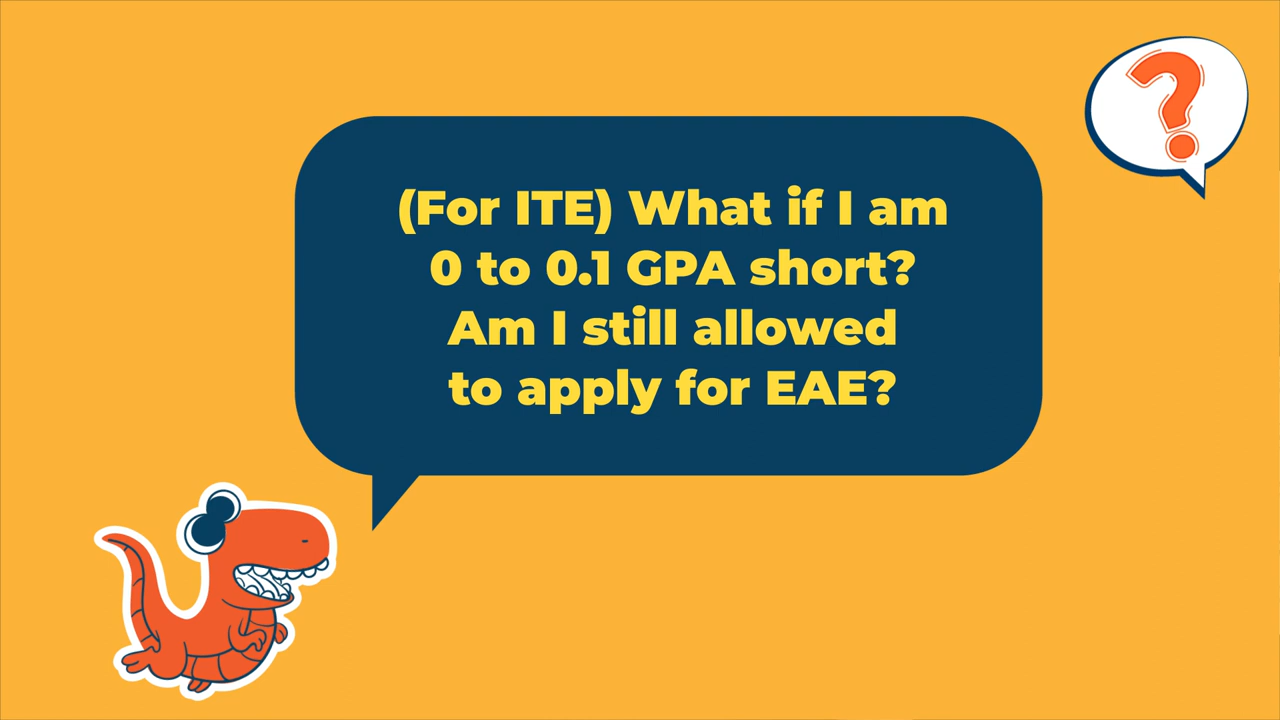 (For ITE) What if I am
0 to 0.1 GPA short?
Am I still allowed
to apply for EAE?
?